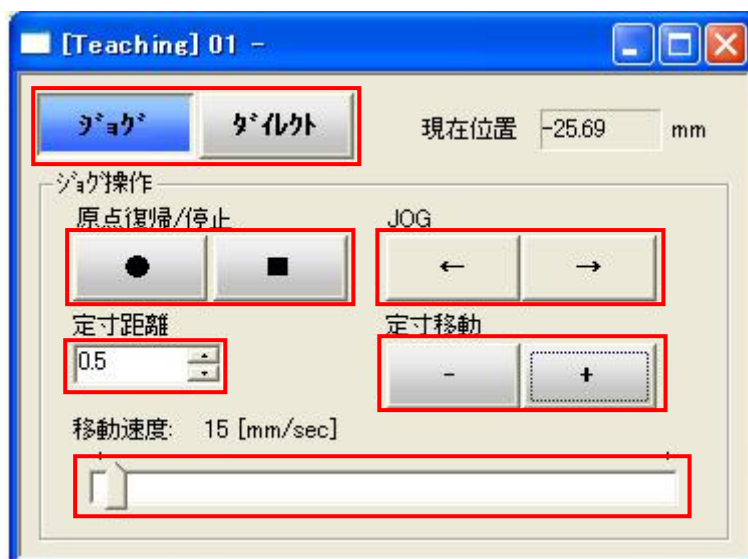 [Teaching] 01 -
ｼﾞｮｸﾞ ﾀﾞｲﾚｸﾄ 現在位置 -25.69 mm
ｼﾞｮｸﾞ操作
原点復帰/停止 JOG
● ■ ← →
定寸距離 定寸移動
0.5 - +
移動速度: 15 [mm/sec]